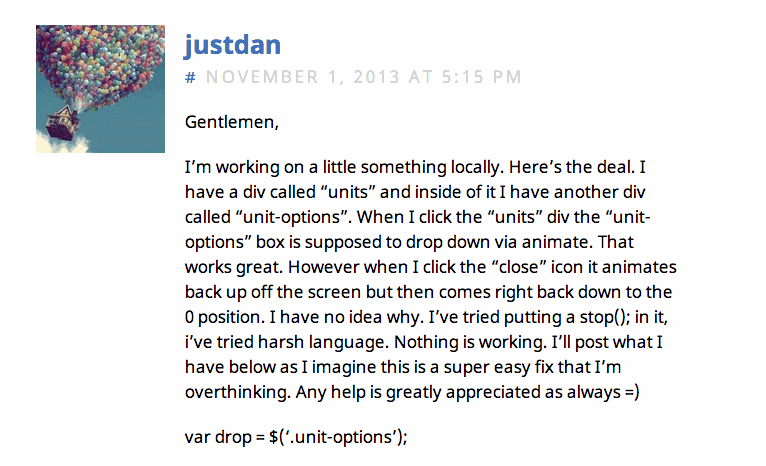 justdan
# NOVEMBER 1, 2013 AT 5:15 PM
Gentlemen,
I’m working on a little something locally. Here’s the deal. I
have a div called “units” and inside of it I have another div
called “unit-options”. When I click the “units” div the “unit-
options” box is supposed to drop down via animate. That
works great. However when I click the “close” icon it animates
back up off the screen but then comes right back down to the
0 position. I have no idea why. I’ve tried putting a stop(); in it,
i’ve tried harsh language. Nothing is working. I’ll post what I
have below as I imagine this is a super easy fix that I’m
overthinking. Any help is greatly appreciated as always =)
var drop = $(‘.unit-options’);